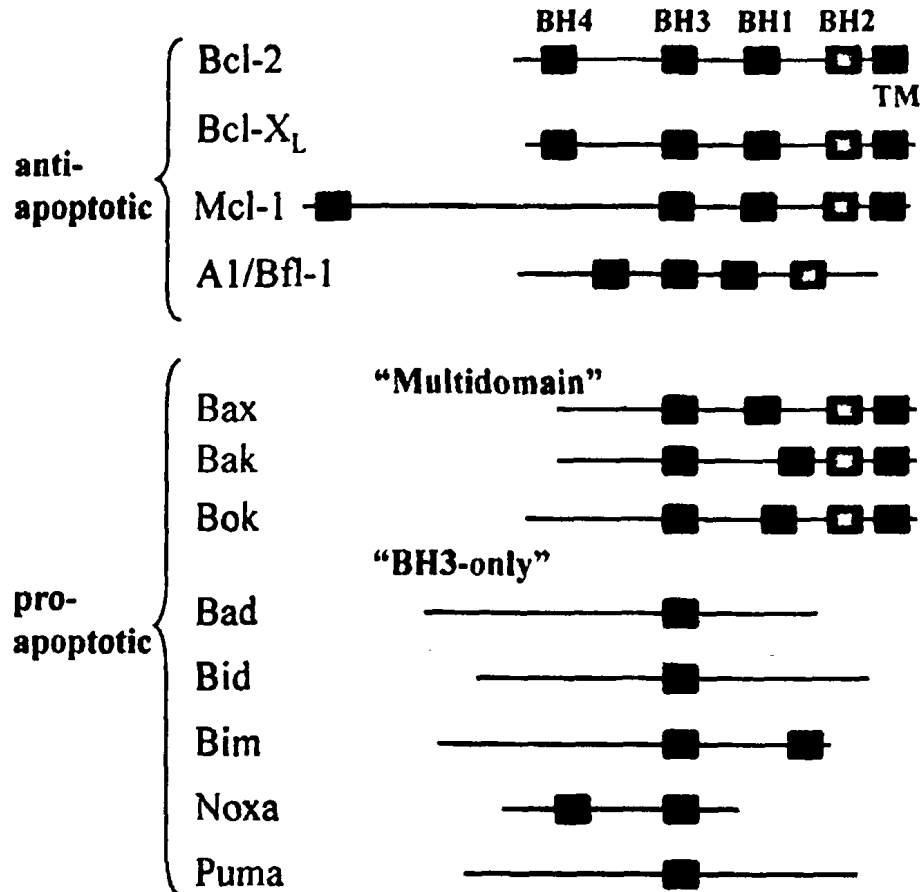 BH4 BH3 BH1 BH2
Bcl-2
TM
Bcl-XL
anti-
apoptotic
Mcl-1
A1/Bfl-1
“Multidomain”
Bax
Bak
Bok
“BH3-only”
pro-
apoptotic
Bad
Bid
Bim
Noxa
Puma